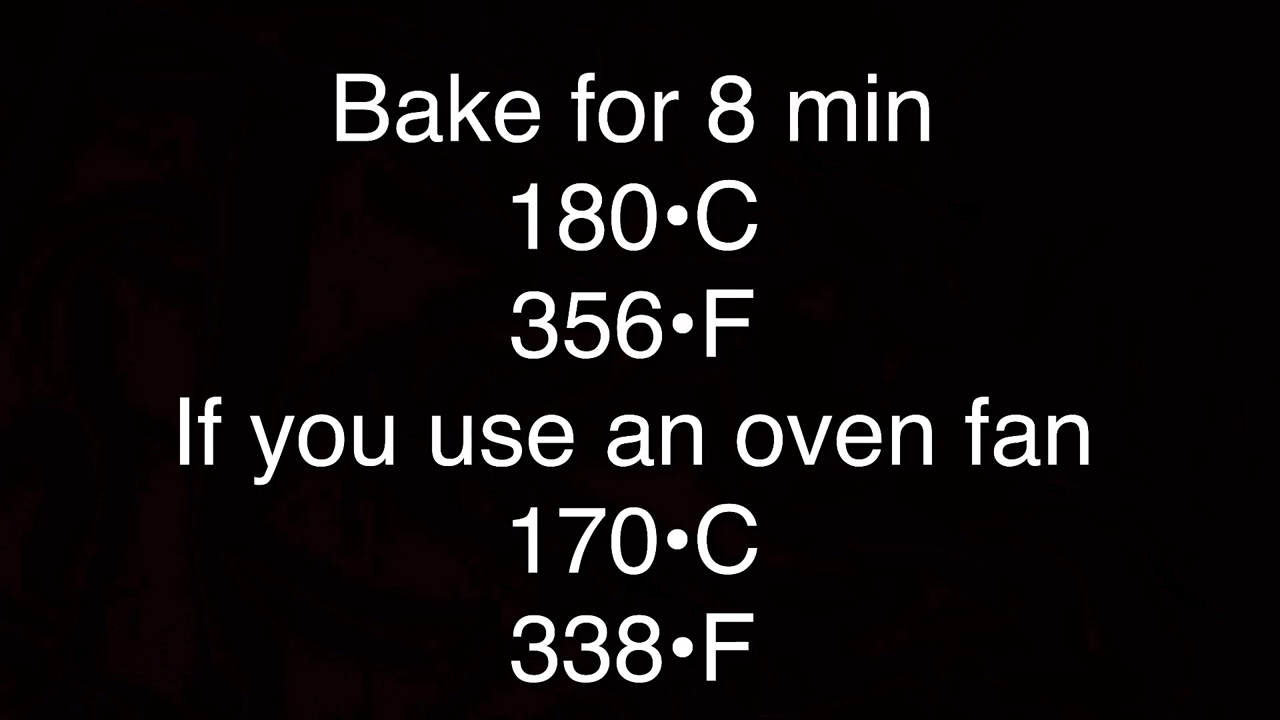 Bake for 8 min
180•C
356•F
If you use an oven fan
170•C
338•F